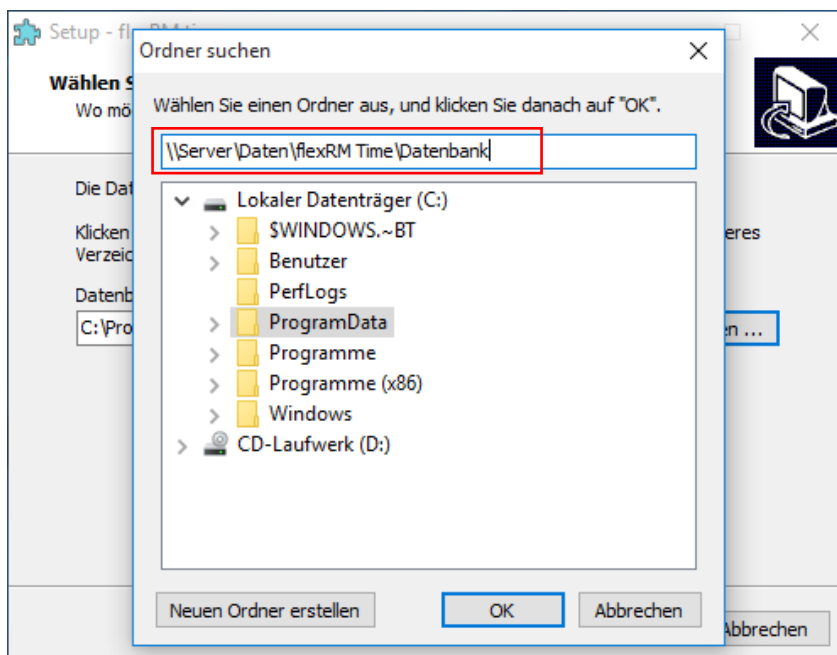 Setup - fl
Ordner suchen
Wählen S
Wo mö
Wählen Sie einen Ordner aus, und klicken Sie danach auf "OK".
\\Server\Daten\flexRM Time\Datenbank
Die Dat
Lokaler Datenträger (C:)
Klicken
$WINDOWS.~BT
eres
Verzeic
Benutzer
PerfLogs
Datenb
ProgramData
C:\Pro
n ...
Programme
Programme (x86)
Windows
CD-Laufwerk (D:)
Neuen Ordner erstellen
OK
Abbrechen
Abbrechen